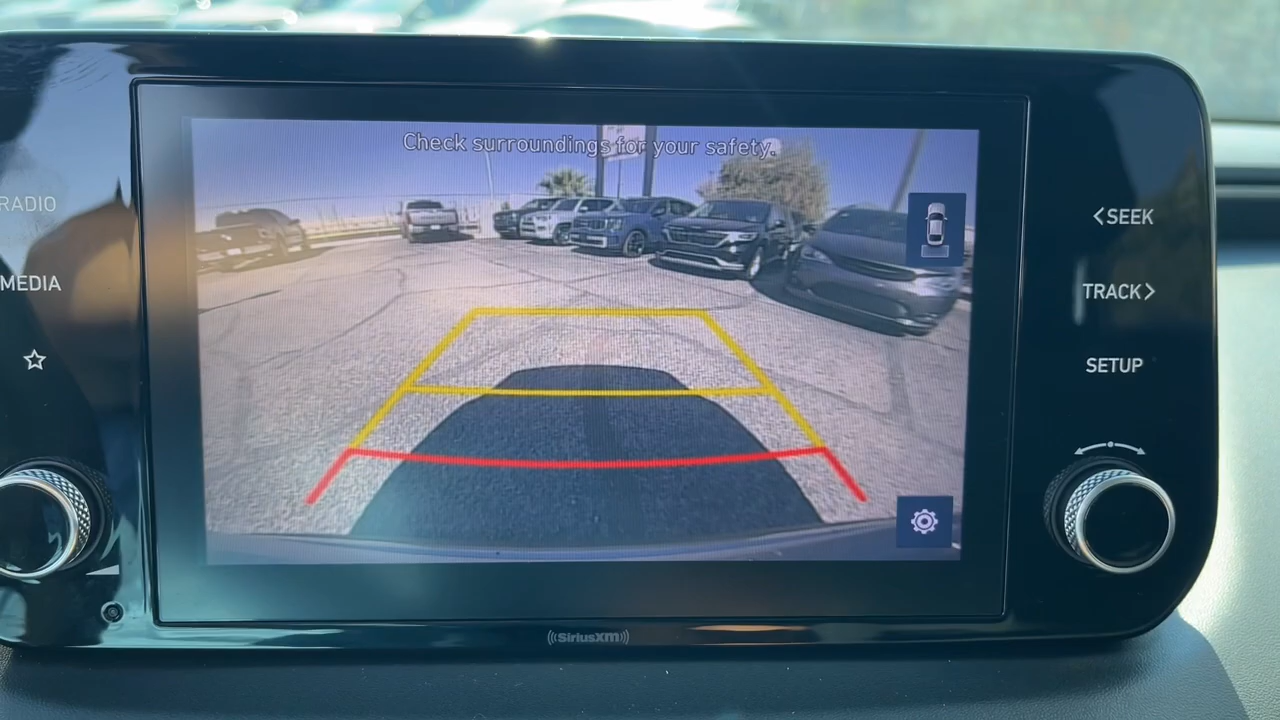 Check surroundings for your safety.
RADIO
MEDIA
<SEEK
TRACK>
SETUP
SiriusXM